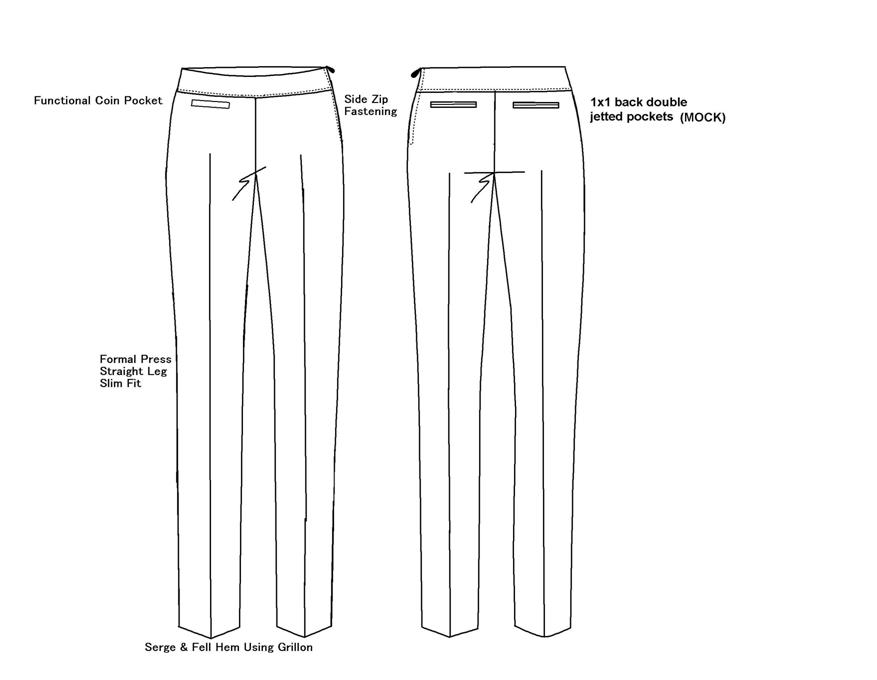 Functional Coin Pocket
Side Zip
Fastening
1x1 back double
jetted pockets (MOCK)
Formal Press
Straight Leg
Slim Fit
Serge & Fell Hem Using Grillon